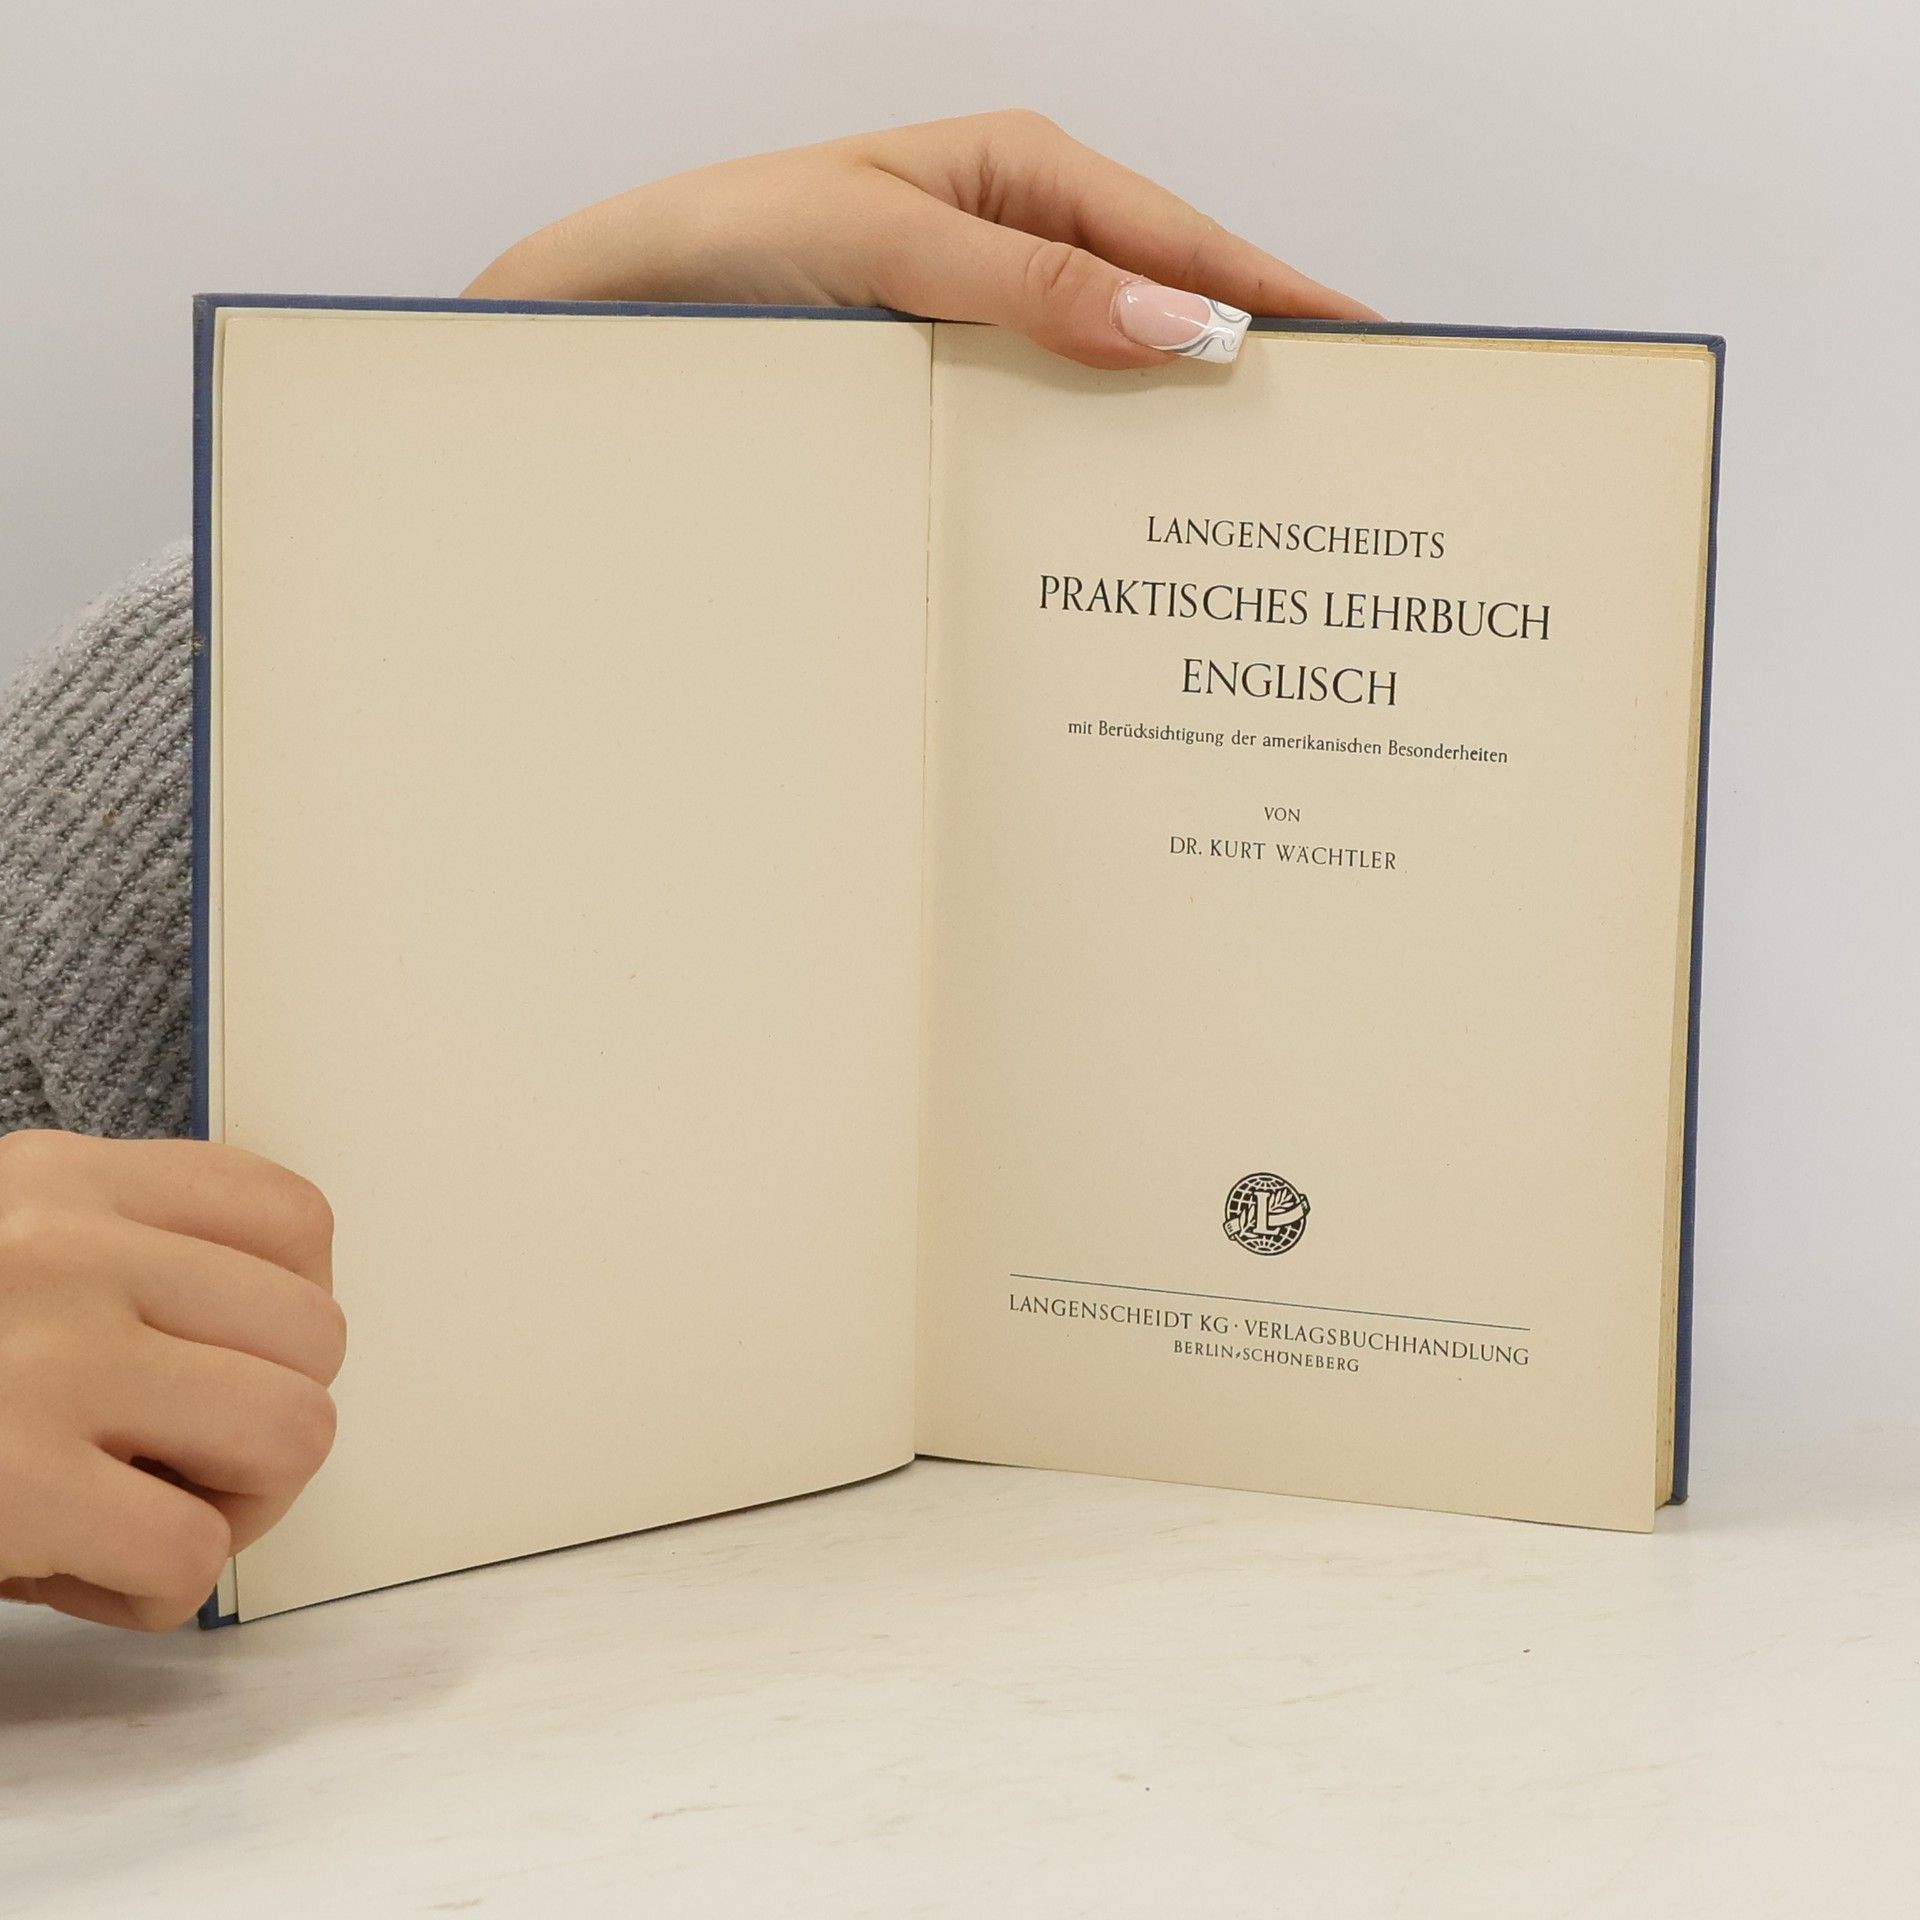 LANGENSCHEIDTS
PRAKTISCHES LEHRBUCH
ENGLISCH
mit Berücksichtigung der amerikanischen Besonderheiten
VON
DR. KURT WÄCHTLER
L
LANGENSCHEIDT KG · VERLAGSBUCHHANDLUNG
BERLIN-SCHÖNEBERG